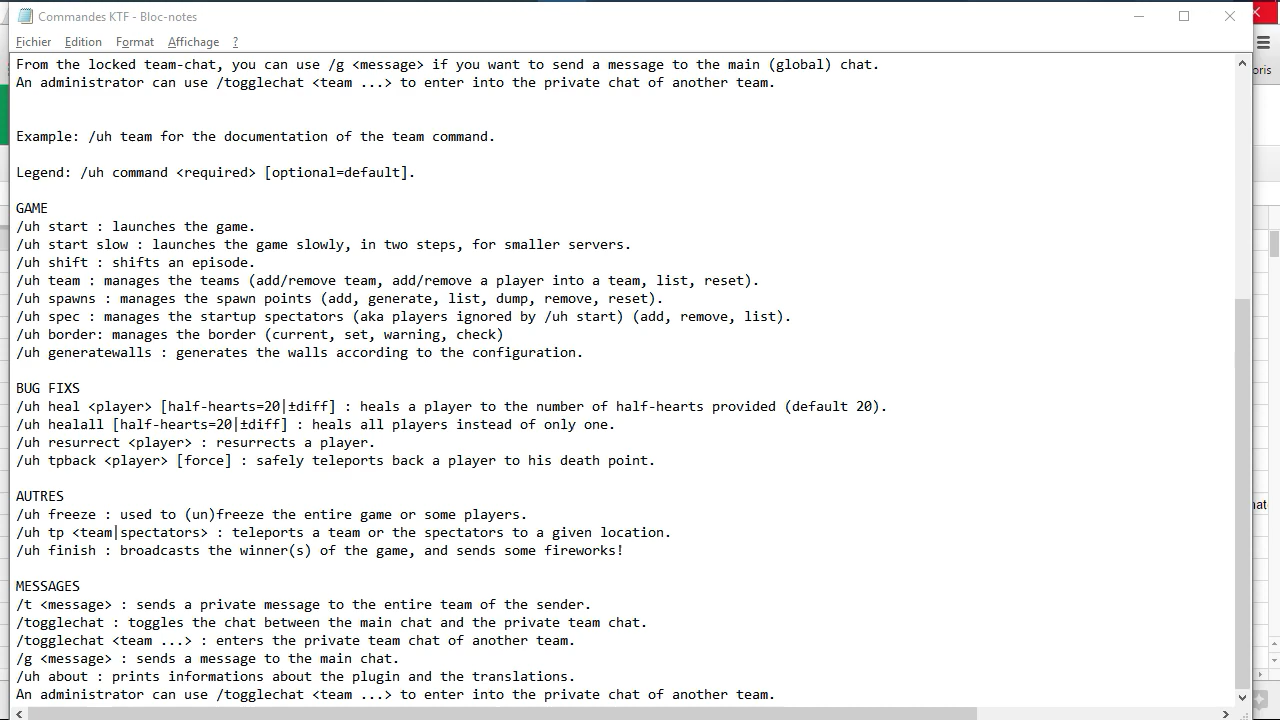 Commandes KTF - Bloc-notes
Fichier Edition Format Affichage ?
oris
From the locked team-chat, you can use /g <message> if you want to send a message to the main (global) chat.
An administrator can use /togglechat <team ...> to enter into the private chat of another team.
Example: /uh team for the documentation of the team command.
Legend: /uh command <required> [optional=default].
GAME
/uh start : launches the game.
/uh start slow : launches the game slowly, in two steps, for smaller servers.
/uh shift : shifts an episode.
/uh team : manages the teams (add/remove team, add/remove a player into a team, list, reset).
/uh spawns : manages the spawn points (add, generate, list, dump, remove, reset).
/uh spec : manages the startup spectators (aka players ignored by /uh start) (add, remove, list).
/uh border: manages the border (current, set, warning, check)
/uh generatewalls : generates the walls according to the configuration.
BUG FIXS
/uh heal <player> [half-hearts=20|±diff] : heals a player to the number of half-hearts provided (default 20).
/uh healall [half-hearts=20|±diff] : heals all players instead of only one.
/uh resurrect <player> : resurrects a player.
/uh tpback <player> [force] : safely teleports back a player to his death point.
AUTRES
hat
/uh freeze : used to (un)freeze the entire game or some players.
/uh tp <team|spectators> : teleports a team or the spectators to a given location.
/uh finish : broadcasts the winner(s) of the game, and sends some fireworks!
MESSAGES
/t <message> : sends a private message to the entire team of the sender.
/togglechat : toggles the chat between the main chat and the private team chat.
/togglechat <team ...> : enters the private team chat of another team.
/g <message> : sends a message to the main chat.
/uh about : prints informations about the plugin and the translations.
An administrator can use /togglechat <team ...> to enter into the private chat of another team.